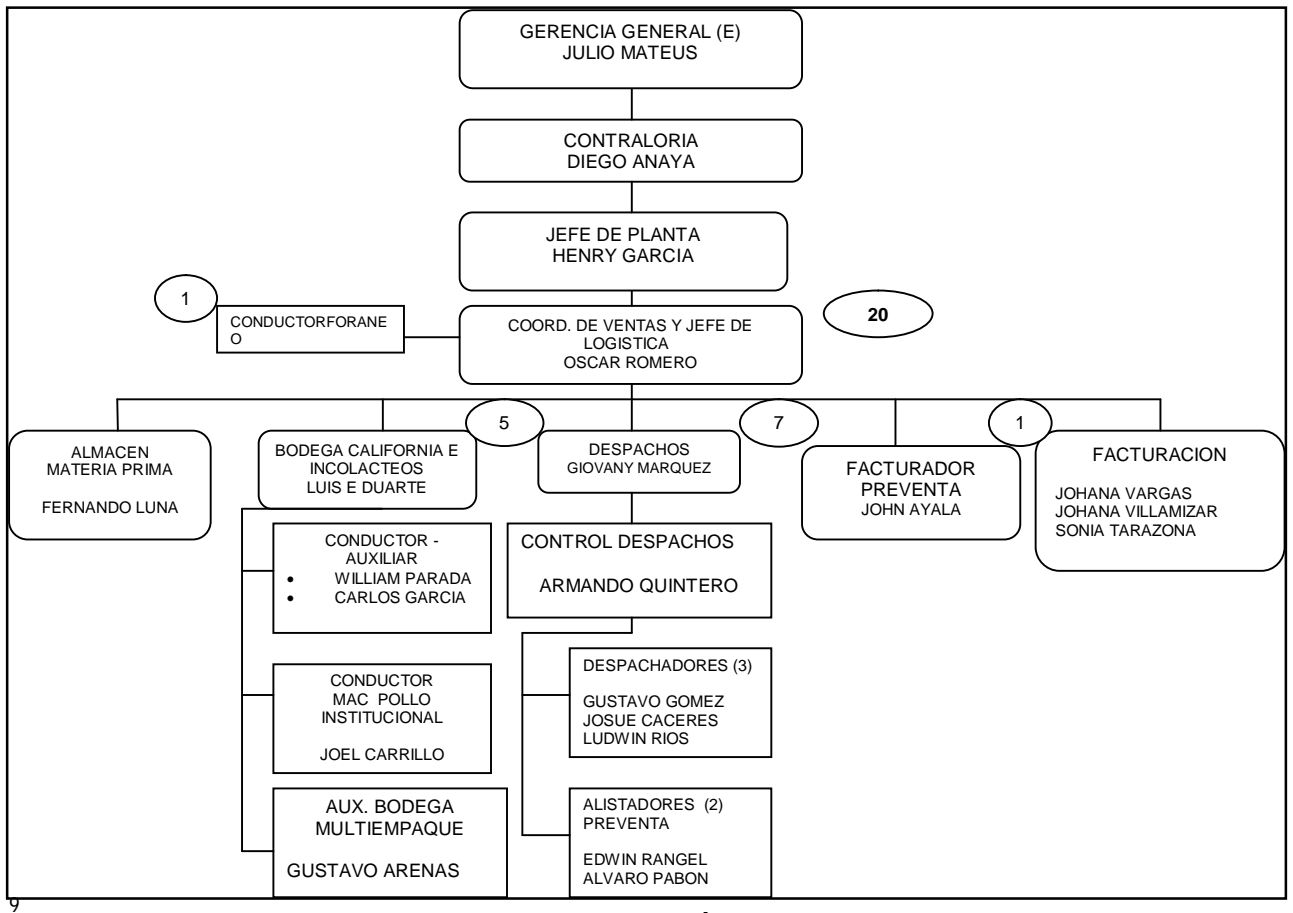 GERENCIA GENERAL (E)
JULIO MATEUS
CONTRALORIA
DIEGO ANAYA
JEFE DE PLANTA
HENRY GARCIA
1
CONDUCTORFORANE
O
COORD. DE VENTAS Y JEFE DE
LOGISTICA
OSCAR ROMERO
20
ALMACEN
MATERIA PRIMA
FERNANDO LUNA
BODEGA CALIFORNIA E
INCOLACTEOS
LUIS E DUARTE
5
DESPACHOS
GIOVANY MARQUEZ
7
FACTURADOR
PREVENTA
JOHN AYALA
1
FACTURACION
JOHANA VARGAS
JOHANA VILLAMIZAR
SONIA TARAZONA
CONDUCTOR -
AUXILIAR
• WILLIAM PARADA
• CARLOS GARCIA
CONDUCTOR
MAC POLLO
INSTITUCIONAL
JOEL CARRILLO
AUX. BODEGA
MULTIEMPAQUE
GUSTAVO ARENAS
CONTROL DESPACHOS
ARMANDO QUINTERO
DESPACHADORES (3)
GUSTAVO GOMEZ
JOSUE CACERES
LUDWIN RIOS
ALISTADORES (2)
PREVENTA
EDWIN RANGEL
ALVARO PABON
9